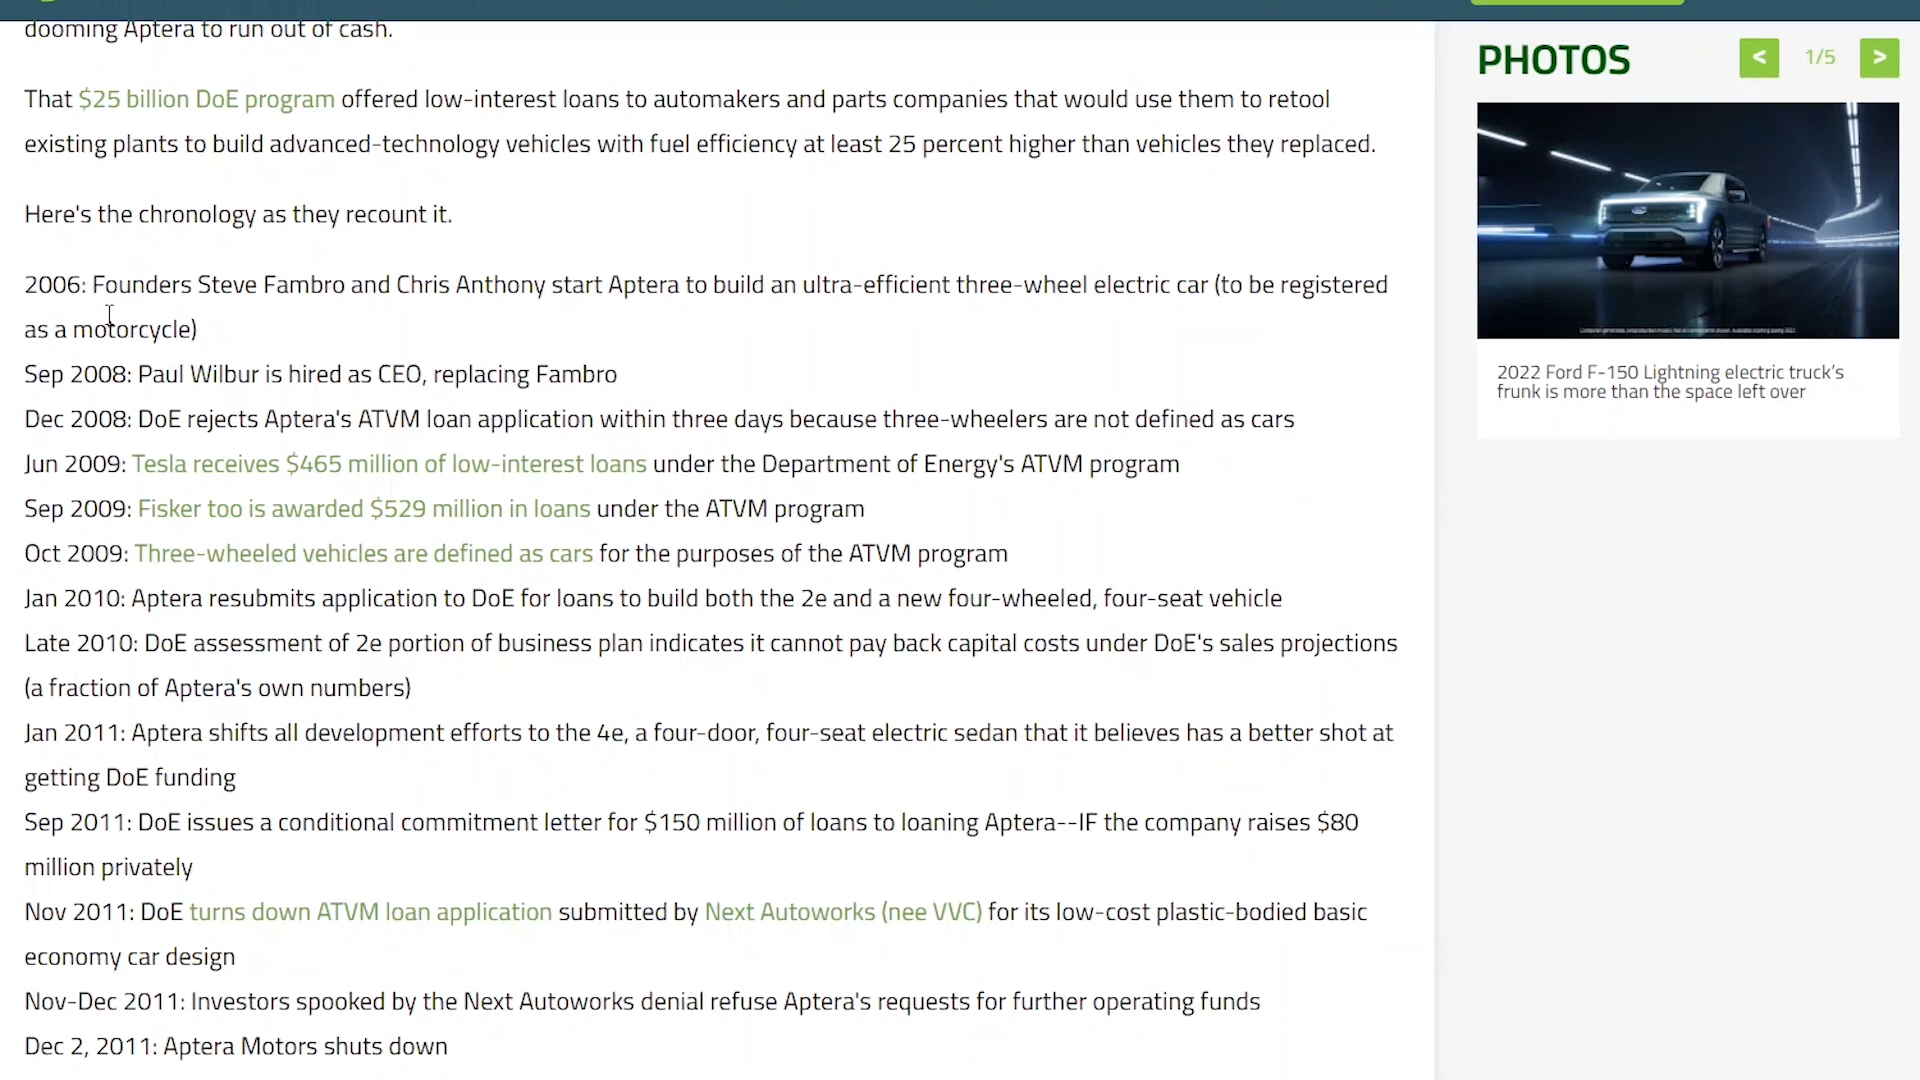 dooming Aptera to run out of cash.
That $25 billion DoE program offered low-interest loans to automakers and parts companies that would use them to retool
existing plants to build advanced-technology vehicles with fuel efficiency at least 25 percent higher than vehicles they replaced.
Here's the chronology as they recount it.
2006: Founders Steve Fambro and Chris Anthony start Aptera to build an ultra-efficient three-wheel electric car (to be registered
as a motorcycle)
Sep 2008: Paul Wilbur is hired as CEO, replacing Fambro
Dec 2008: DoE rejects Aptera's ATVM loan application within three days because three-wheelers are not defined as cars
Jun 2009: Tesla receives $465 million of low-interest loans under the Department of Energy's ATVM program
Sep 2009: Fisker too is awarded $529 million in loans under the ATVM program
Oct 2009: Three-wheeled vehicles are defined as cars for the purposes of the ATVM program
Jan 2010: Aptera resubmits application to DoE for loans to build both the 2e and a new four-wheeled, four-seat vehicle
Late 2010: DoE assessment of 2e portion of business plan indicates it cannot pay back capital costs under DoE's sales projections
(a fraction of Aptera's own numbers)
Jan 2011: Aptera shifts all development efforts to the 4e, a four-door, four-seat electric sedan that it believes has a better shot at
getting DoE funding
Sep 2011: DoE issues a conditional commitment letter for $150 million of loans to loaning Aptera--IF the company raises $80
million privately
Nov 2011: DoE turns down ATVM loan application submitted by Next Autoworks (nee VVC) for its low-cost plastic-bodied basic
economy car design
Nov-Dec 2011: Investors spooked by the Next Autoworks denial refuse Aptera's requests for further operating funds
Dec 2, 2011: Aptera Motors shuts down
PHOTOS
< 1/5 >
2022 Ford F-150 Lightning electric truck's
frunk is more than the space left over